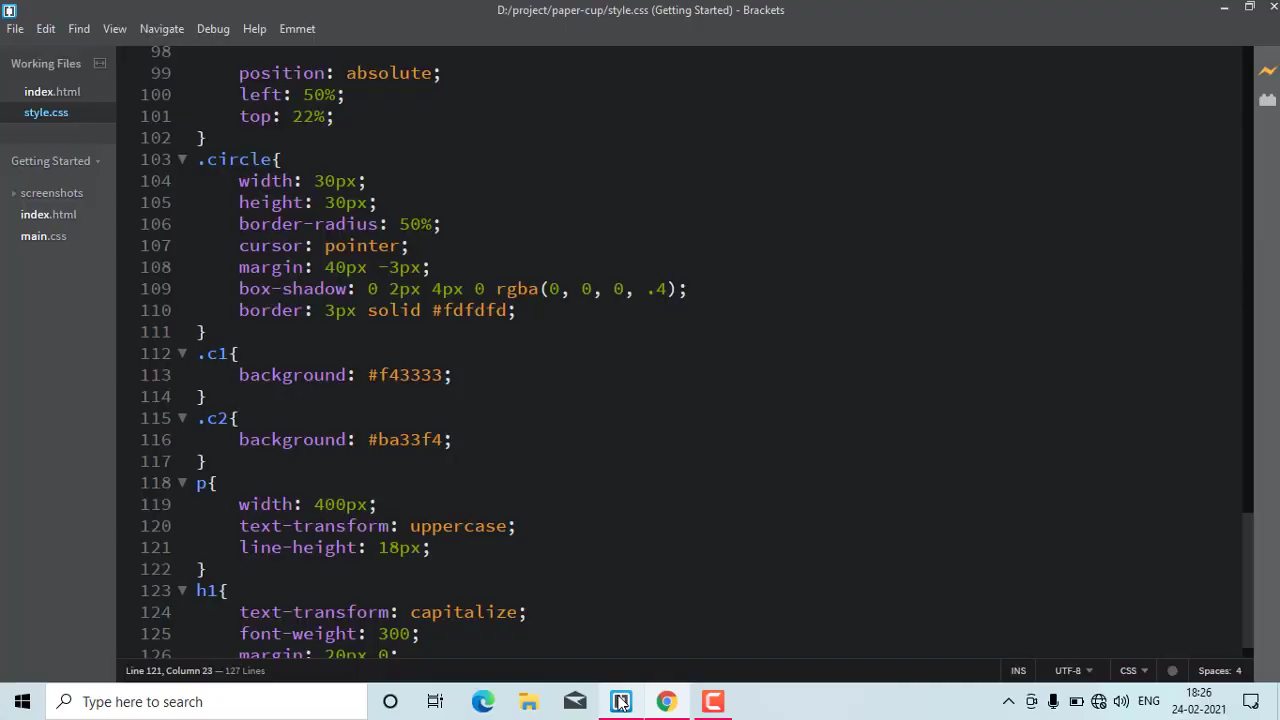 D:/project/paper-cup/style.css (Getting Started) - Brackets
File Edit Find View Navigate Debug Help Emmet
Working Files
index.html
style.css
Getting Started
screenshots
index.html
main.css
98
99 position: absolute;
100 left: 50%;
101 top: 22%;
102 }
103 .circle{
104 width: 30px;
105 height: 30px;
106 border-radius: 50%;
107 cursor: pointer;
108 margin: 40px -3px;
109 box-shadow: 0 2px 4px 0 rgba(0, 0, 0, .4);
110 border: 3px solid #fdfdfd;
111 }
112 .c1{
113 background: #f43333;
114 }
115 .c2{
116 background: #ba33f4;
117 }
118 p{
119 width: 400px;
120 text-transform: uppercase;
121 line-height: 18px;
122 }
123 h1{
124 text-transform: capitalize;
125 font-weight: 300;
126 margin: 20px 0;
Line 121, Column 23 — 127 Lines
INS UTF-8 CSS Spaces: 4
Type here to search
ENG
18:26
24-02-2021